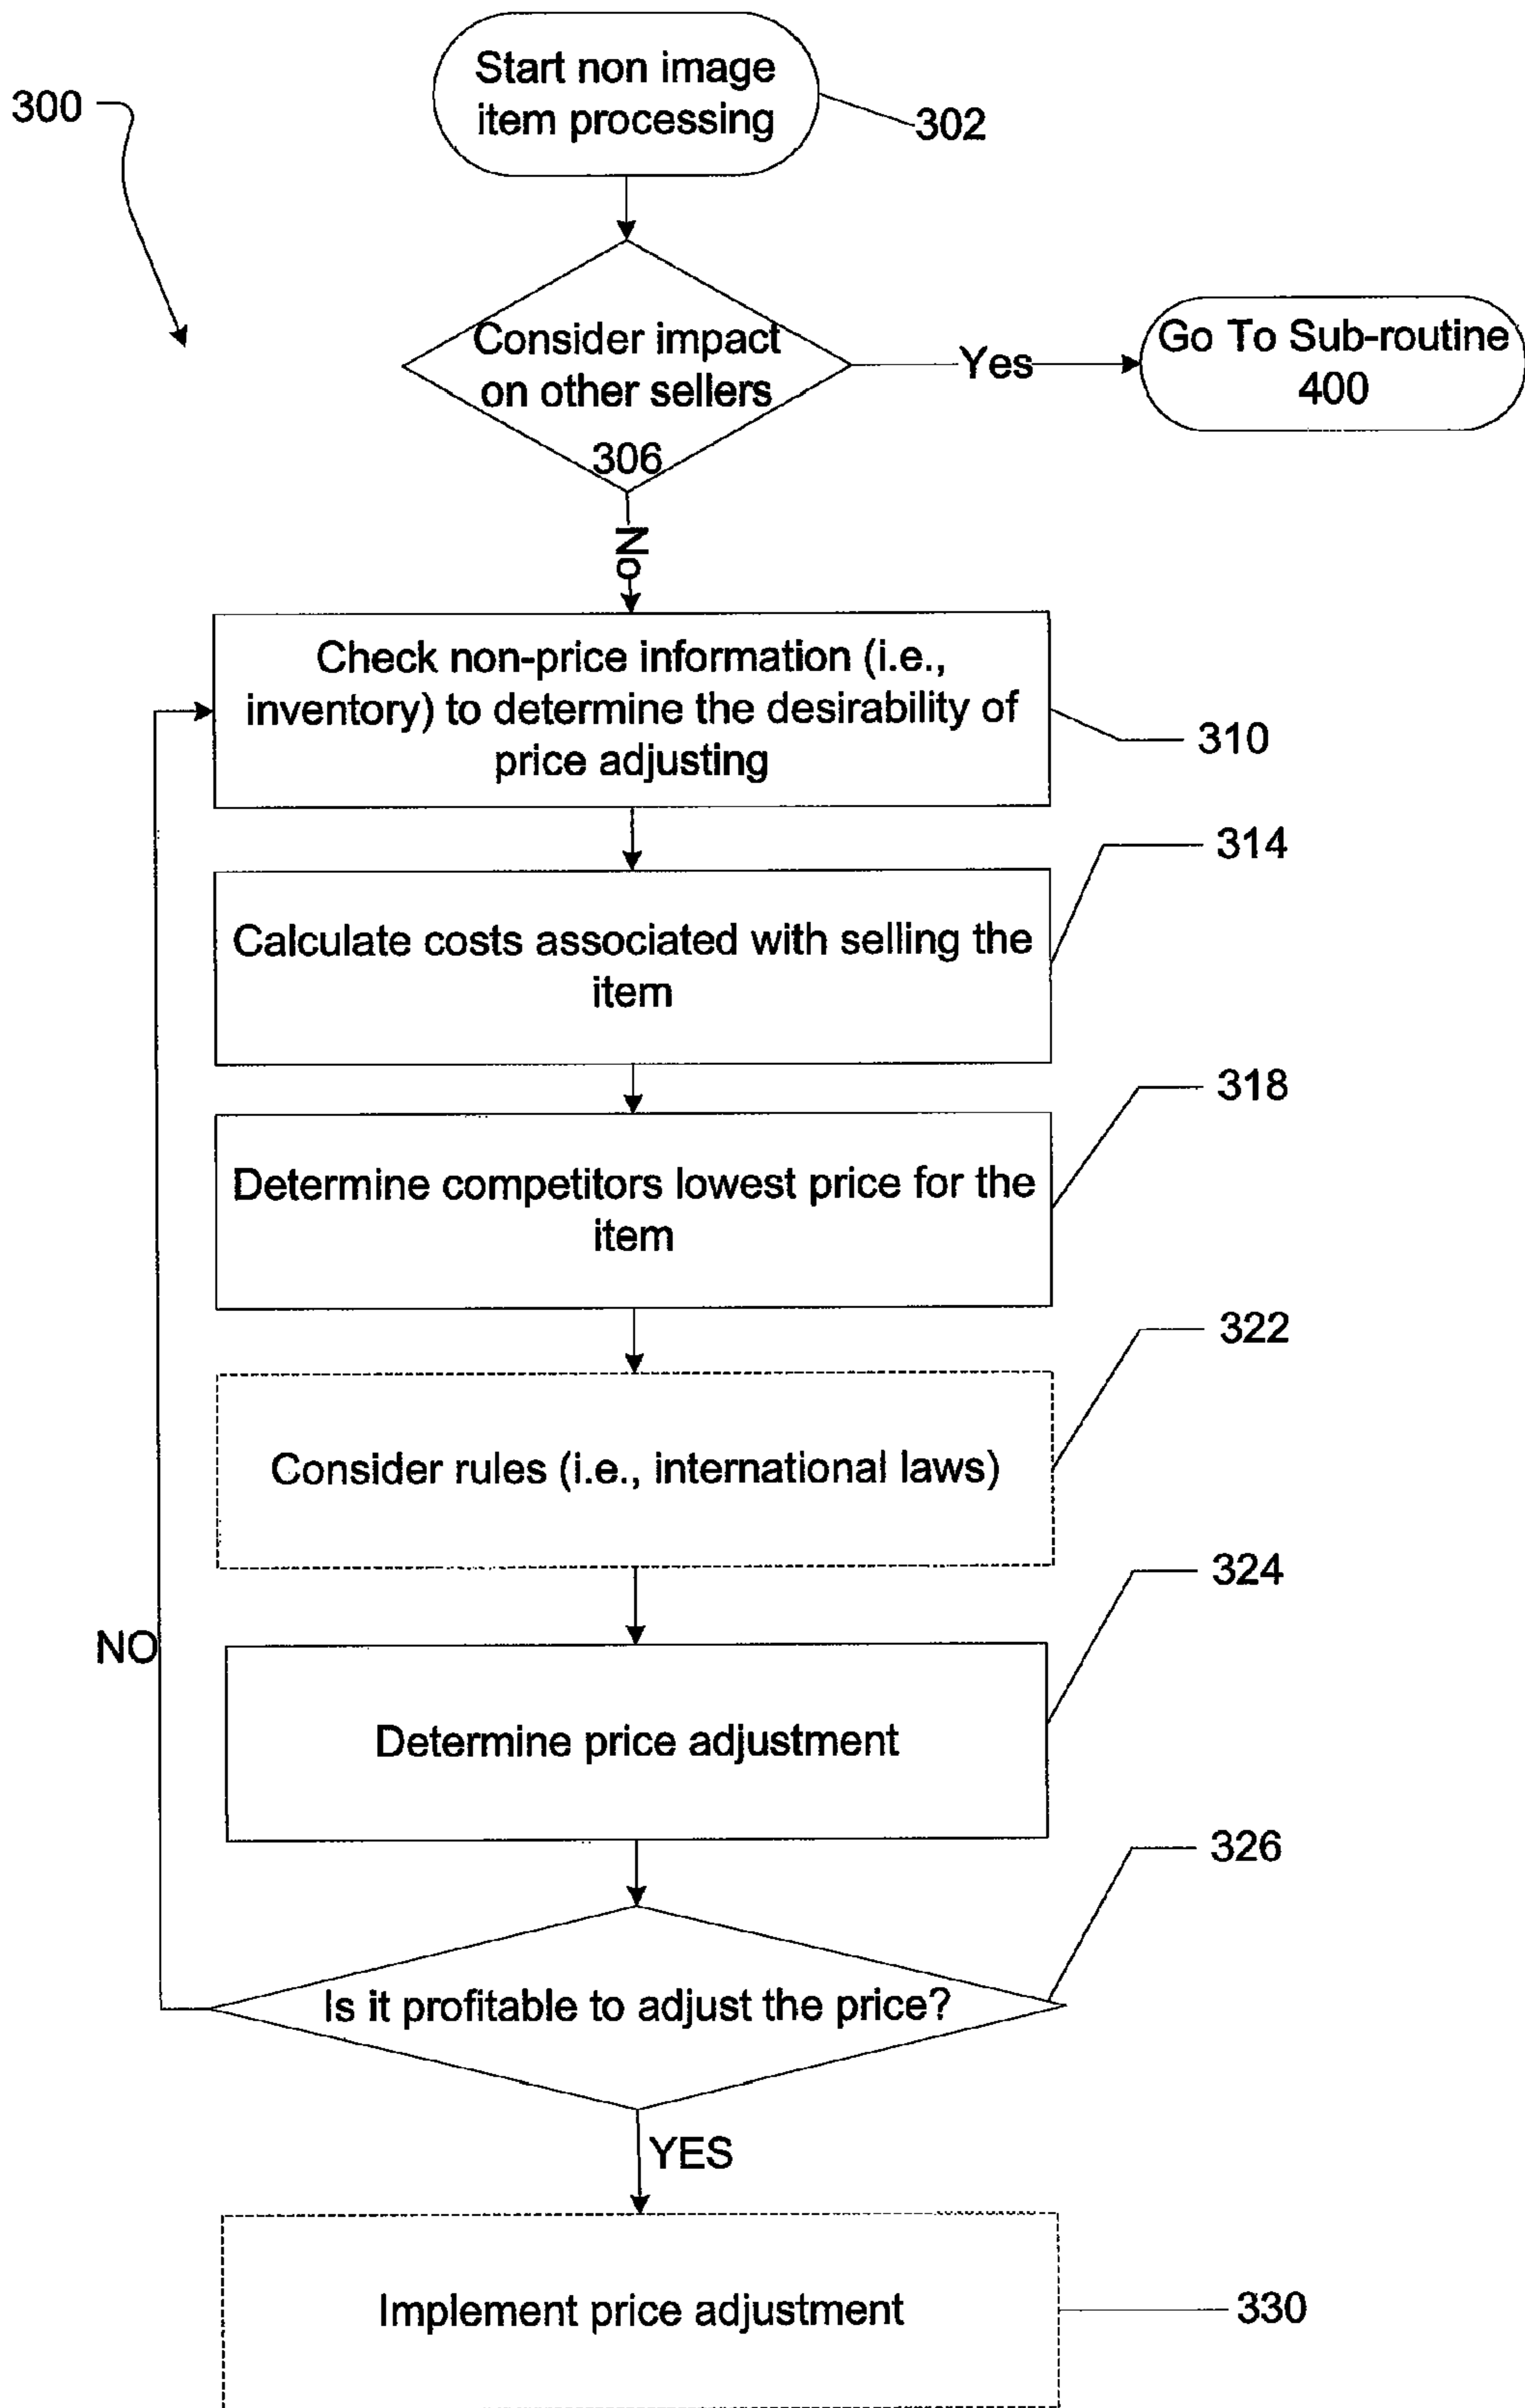 300
Start non image
item processing
302
Consider impact
on other sellers
306
Yes
Go To Sub-routine
400
No
Check non-price information (i.e.,
inventory) to determine the desirability of
price adjusting
310
314
Calculate costs associated with selling the
item
318
Determine competitors lowest price for the
item
322
Consider rules (i.e., international laws)
324
NO
Determine price adjustment
326
Is it profitable to adjust the price?
YES
Implement price adjustment
330